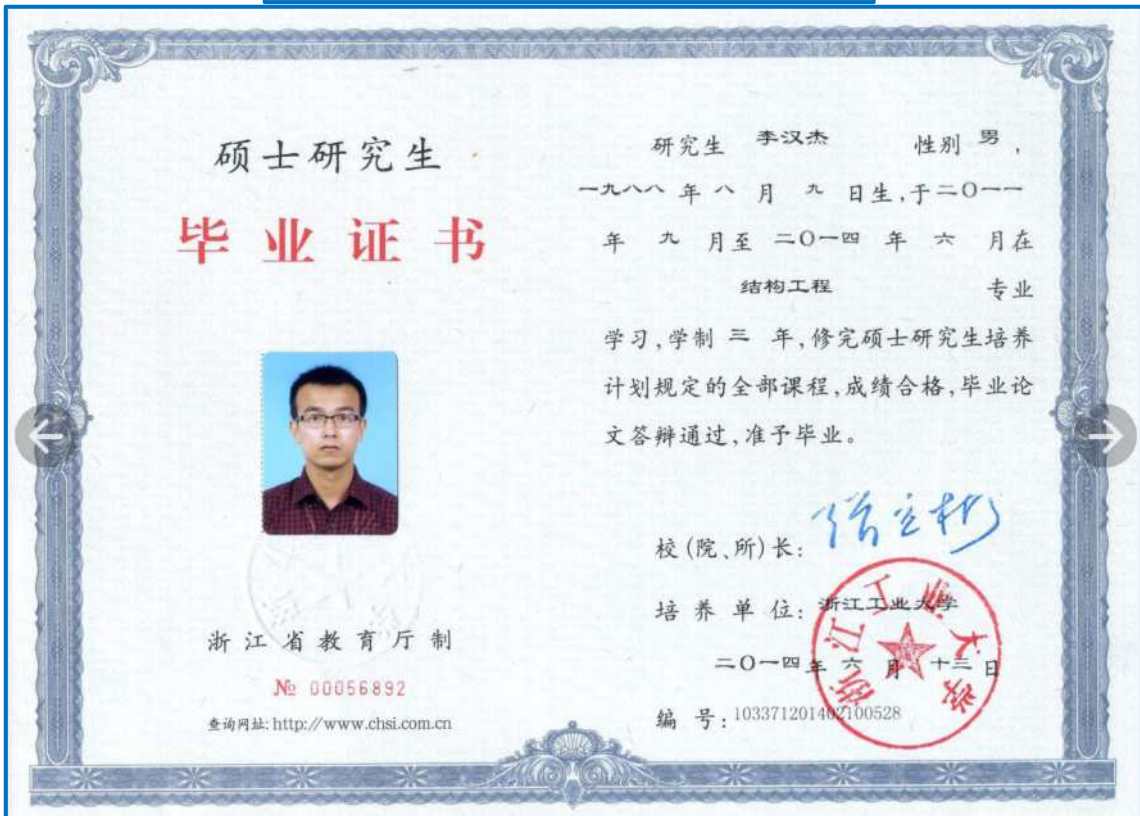 硕士研究生
毕业证书
浙江省教育厅制
№ 00056892
查询网址: http://www.chsi.com.cn
研究生 李汉杰 性别 男,
一九八八 年 八 月 九 日生,于二〇一一
年 九 月至 二〇一四 年 六 月在
结构工程 专业
学习,学制 三 年,修完硕士研究生培养
计划规定的全部课程,成绩合格,毕业论
文答辩通过,准予毕业。
校(院、所)长:
培养单位: 浙江工业大学
二〇一四 年 六 月 十三 日
编号: 103371201402100528
浙江工业大学